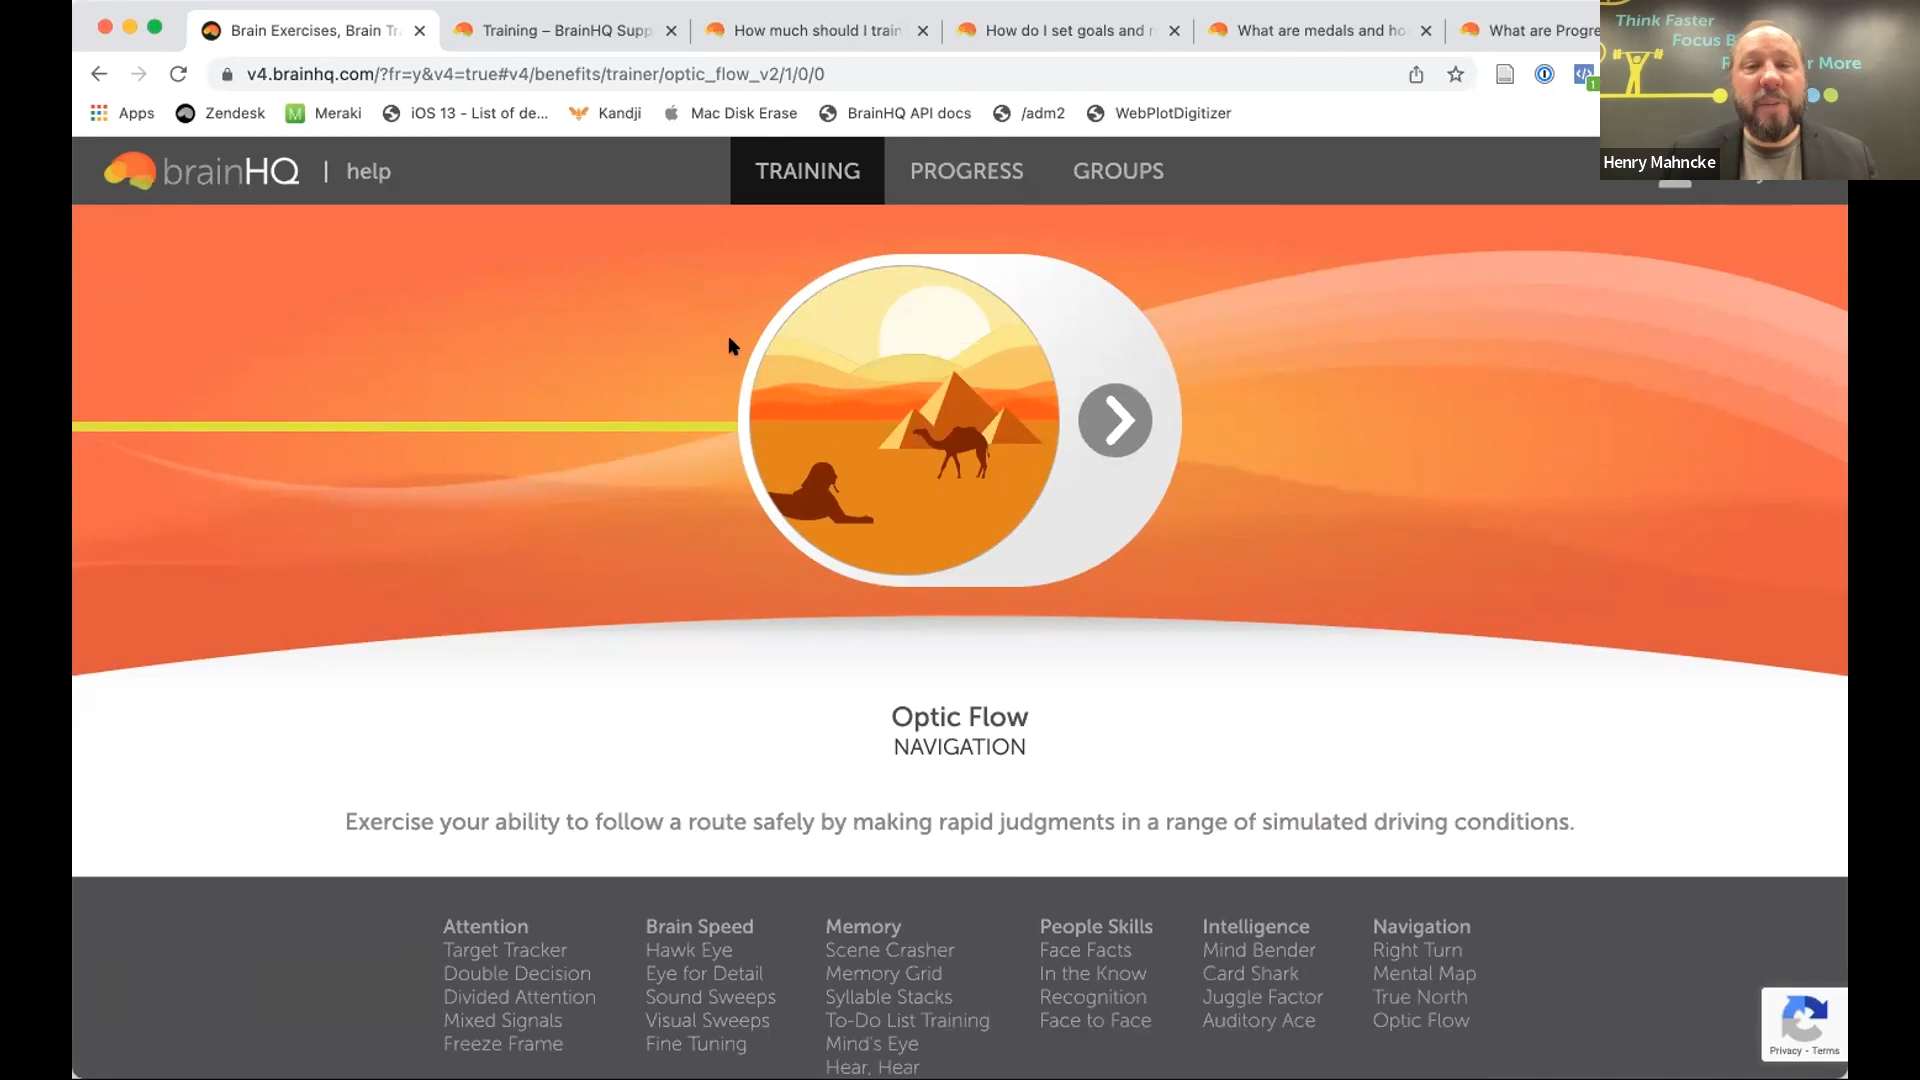 Brain Exercises, Brain Tr
Training – BrainHQ Supp
How much should I train
How do I set goals and r
What are medals and ho
What are Progre
v4.brainhq.com/?fr=y&v4=true#v4/benefits/trainer/optic_flow_v2/1/0/0
1
Apps
Zendesk
M
Meraki
iOS 13 - List of de...
Kandji
Mac Disk Erase
BrainHQ API docs
/adm2
WebPlotDigitizer
Think Faster
Focus B
r More
Henry Mahncke
brainHQ | help
TRAINING
PROGRESS
GROUPS
Optic Flow
NAVIGATION
Exercise your ability to follow a route safely by making rapid judgments in a range of simulated driving conditions.
Attention
Target Tracker
Double Decision
Divided Attention
Mixed Signals
Freeze Frame
Brain Speed
Hawk Eye
Eye for Detail
Sound Sweeps
Visual Sweeps
Fine Tuning
Memory
Scene Crasher
Memory Grid
Syllable Stacks
To-Do List Training
Mind's Eye
Hear, Hear
People Skills
Face Facts
In the Know
Recognition
Face to Face
Intelligence
Mind Bender
Card Shark
Juggle Factor
Auditory Ace
Navigation
Right Turn
Mental Map
True North
Optic Flow
Privacy - Terms